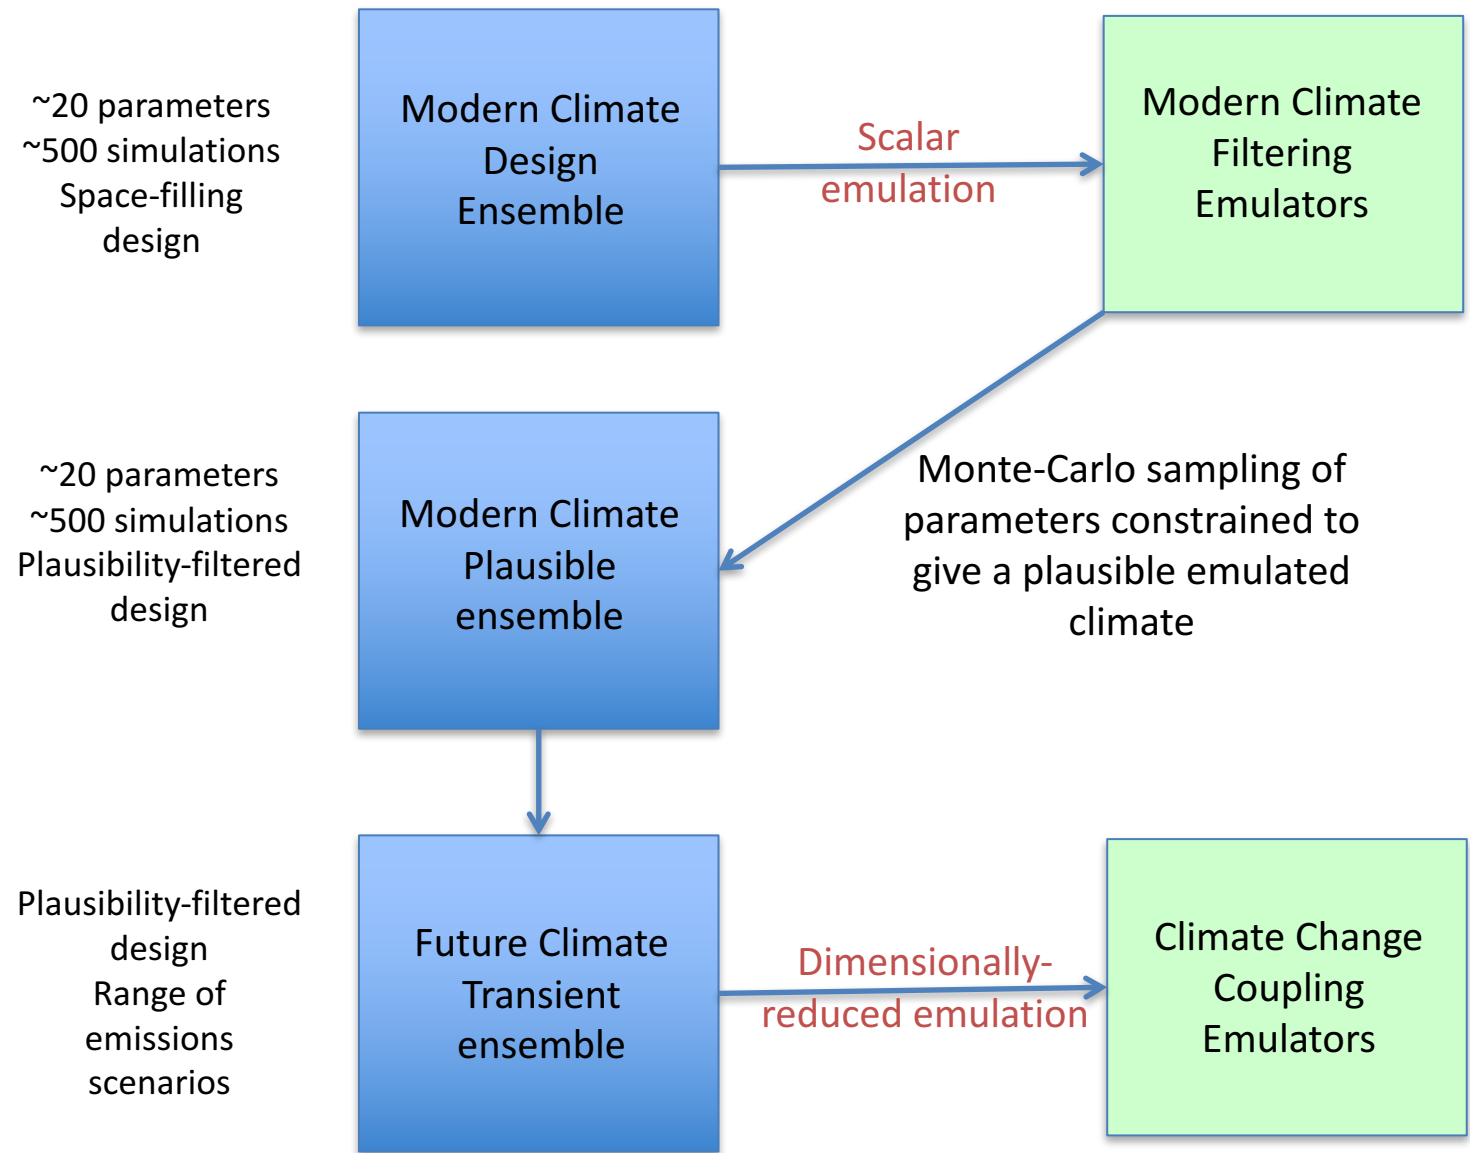 ~20 parameters
~500 simulations
Space-filling
design
Modern Climate
Design
Ensemble
Scalar
emulation
Modern Climate
Filtering
Emulators
~20 parameters
~500 simulations
Plausibility-filtered
design
Modern Climate
Plausible
ensemble
Monte-Carlo sampling of
parameters constrained to
give a plausible emulated
climate
Plausibility-filtered
design
Range of
emissions
scenarios
Future Climate
Transient
ensemble
Dimensionally-
reduced emulation
Climate Change
Coupling
Emulators